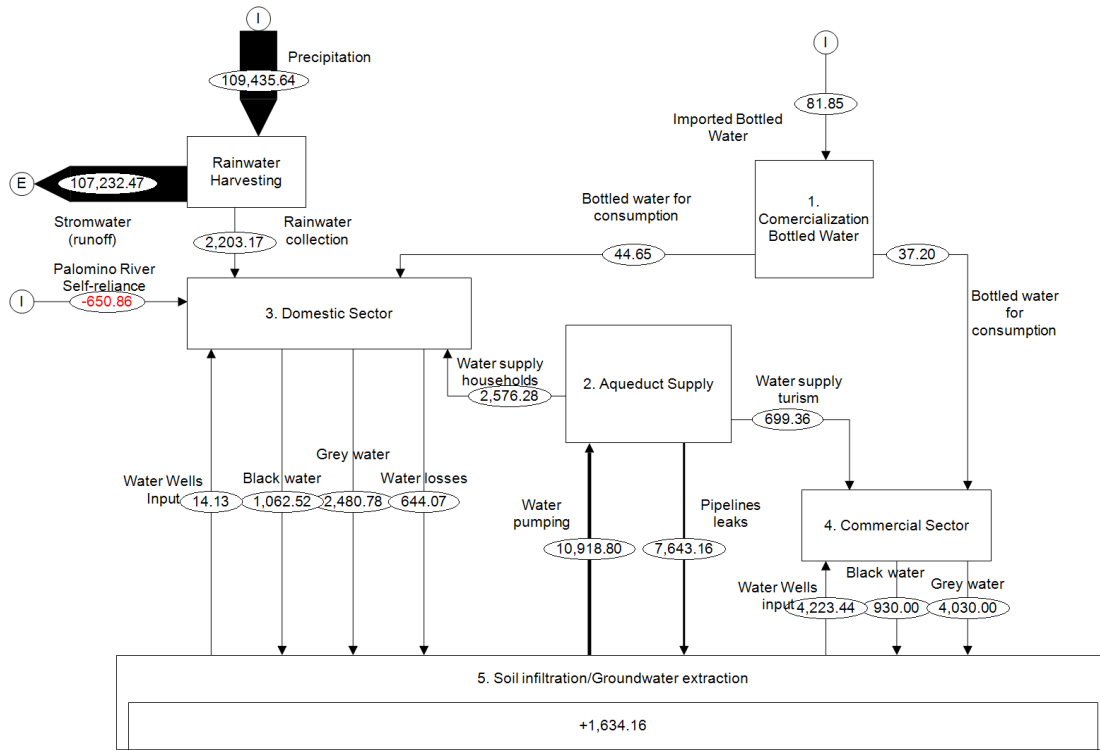 I
Precipitation
109,435.64
I
81.85
Imported Bottled
Water
Rainwater
Harvesting
E
107,232.47
Stromwater
(runoff)
Rainwater
collection
2,203.17
Bottled water for
consumption
44.65
1.
Comercialization
Bottled Water
37.20
Palomino River
Self-reliance
I
-650.86
3. Domestic Sector
Bottled water
for
consumption
Water supply
households
2,576.28
2. Aqueduct Supply
Water supply
turism
699.36
Water Wells
Input
14.13
Black water
1,062.52
Grey water
2,480.78
Water losses
644.07
Water
pumping
10,918.80
Pipelines
leaks
7,643.16
4. Commercial Sector
Water Wells
input
4,223.44
Black water
930.00
Grey water
4,030.00
5. Soil infiltration/Groundwater extraction
+1,634.16